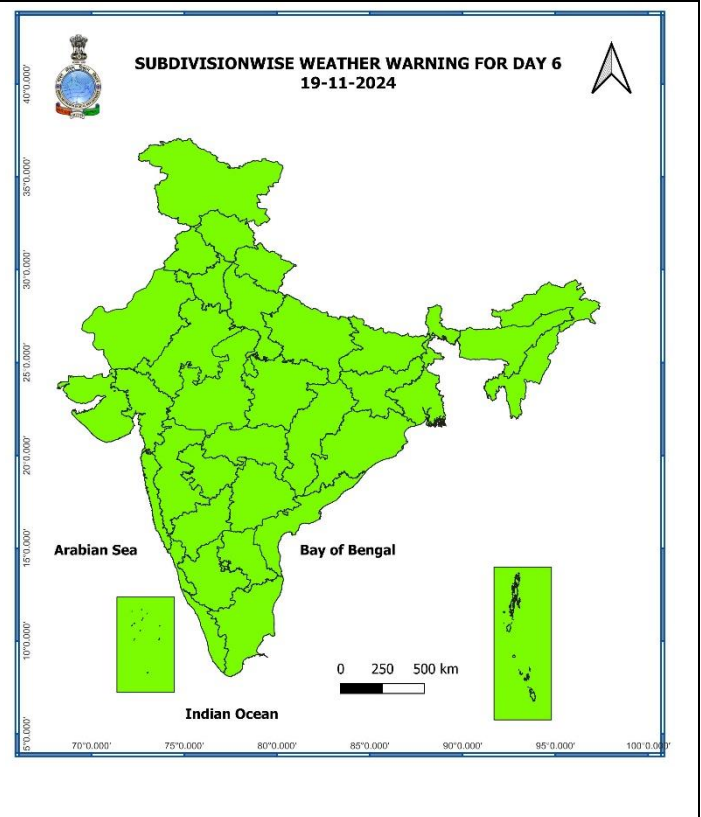 SUBDIVISIONWISE WEATHER WARNING FOR DAY 6
19-11-2024
40°0.000'
35°0.000'
30°0.000'
25°0.000'
20°0.000'
15°0.000'
10°0.000'
5°0.000'
Arabian Sea
Bay of Bengal
0 250 500 km
Indian Ocean
70°0.000' 75°0.000' 80°0.000' 85°0.000' 90°0.000' 95°0.000' 100°0.000'